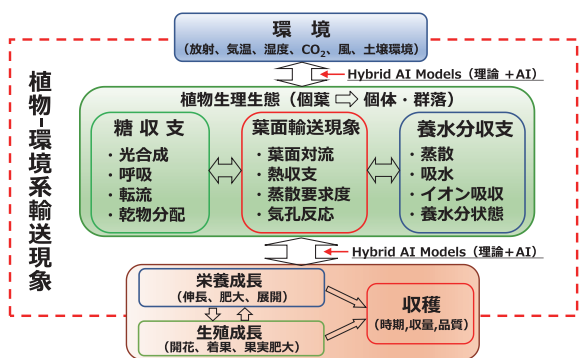 環 境
(放射、気温、湿度、CO₂、風、土壌環境)
Hybrid AI Models(理論 +AI)
植物-環境系輸送現象
植物生理生態(個葉 ⇨ 個体・群落)
糖 収 支
・光合成
・呼吸
・転流
・乾物分配
葉面輸送現象
・葉面対流
・熱収支
・蒸散要求度
・気孔反応
養水分収支
・蒸散
・吸水
・イオン吸収
・養水分状態
Hybrid AI Models(理論+AI)
栄養成長
(伸長、肥大、展開)
生殖成長
(開花、着果、果実肥大)
収穫
(時期,収量,品質)